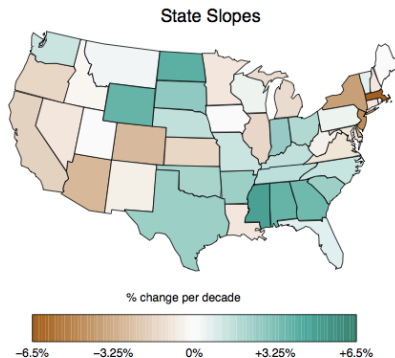 State Slopes
% change per decade
−6.5% −3.25% 0% +3.25% +6.5%